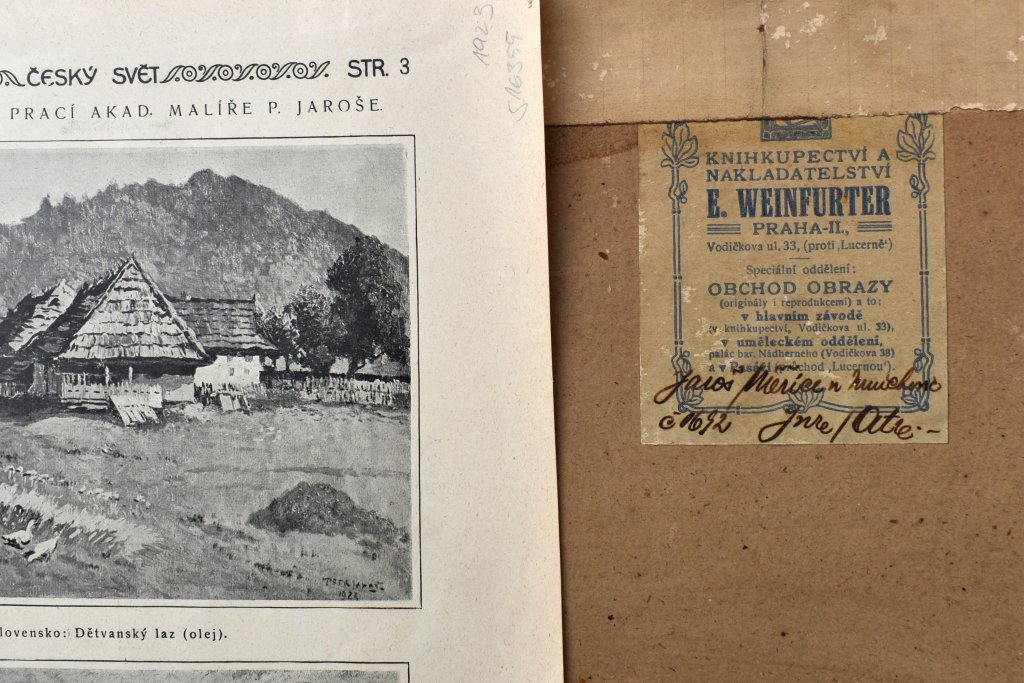 ČESKÝ SVĚT STR. 3
PRACÍ AKAD. MALÍŘE P. JAROŠE.
1923
S16399
1922
lovensko: Dětvanský laz (olej).
KNIHKUPECTVÍ A
NAKLADATELSTVÍ
E. WEINFURTER
PRAHA-II.,
Vodičkova ul. 33, (proti ‚Lucerně‘)
Speciální oddělení:
OBCHOD OBRAZY
(originály i reprodukcemi) a to:
v hlavním závodě
(v knihkupectví, Vodičkova ul. 33),
v uměleckém oddělení,
palác bar. Nádherného (Vodičkova 38)
a v Pasáži (průchod ‚Lucernou‘).
Jaroš
č 1692